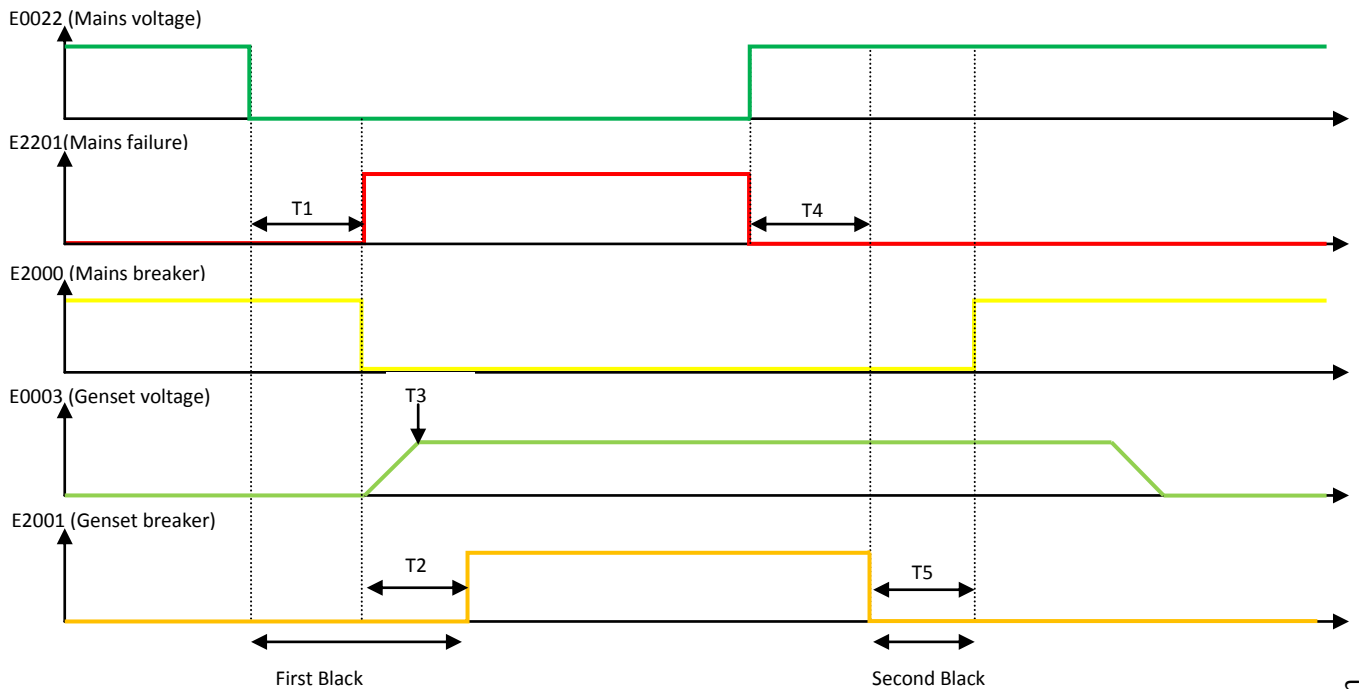 E0022 (Mains voltage)
E2201(Mains failure)
T1
T4
E2000 (Mains breaker)
E0003 (Genset voltage)
T3
E2001 (Genset breaker)
T2
T5
First Black
Second Black